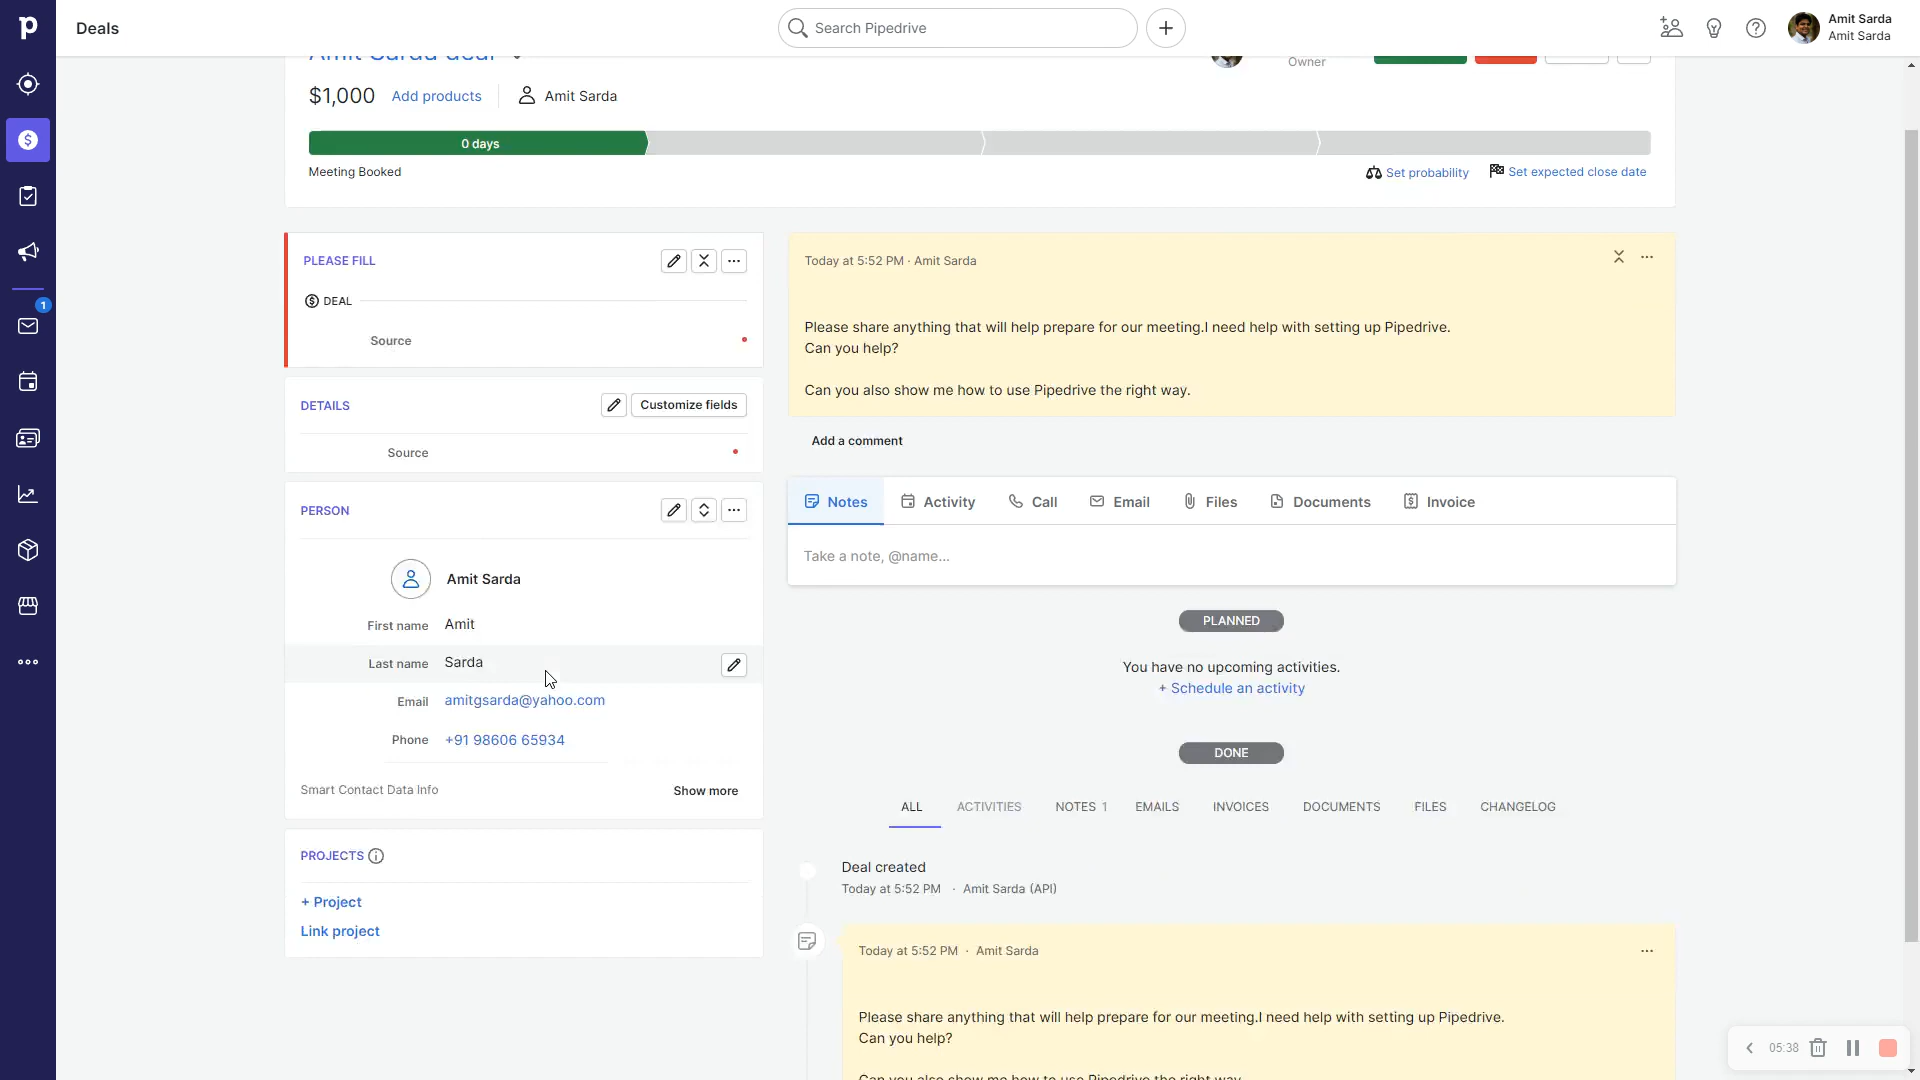 p
Deals
Search Pipedrive
Amit Sarda
Amit Sarda
Amit Sarda deal
Owner
$1,000 Add products Amit Sarda
0 days
Meeting Booked
Set probability Set expected close date
PLEASE FILL
DEAL
Source
DETAILS Customize fields
Source
PERSON
Amit Sarda
First name Amit
Last name Sarda
Email amitgsarda@yahoo.com
Phone +91 98606 65934
Smart Contact Data Info Show more
PROJECTS
+ Project
Link project
1
Today at 5:52 PM · Amit Sarda
Please share anything that will help prepare for our meeting.I need help with setting up Pipedrive.
Can you help?
Can you also show me how to use Pipedrive the right way.
Add a comment
Notes Activity Call Email Files Documents Invoice
Take a note, @name...
PLANNED
You have no upcoming activities.
+ Schedule an activity
DONE
ALL ACTIVITIES NOTES 1 EMAILS INVOICES DOCUMENTS FILES CHANGELOG
Deal created
Today at 5:52 PM · Amit Sarda (API)
Today at 5:52 PM · Amit Sarda
Please share anything that will help prepare for our meeting.I need help with setting up Pipedrive.
Can you help?
Can you also show me how to use Pipedrive the right way.
05:38